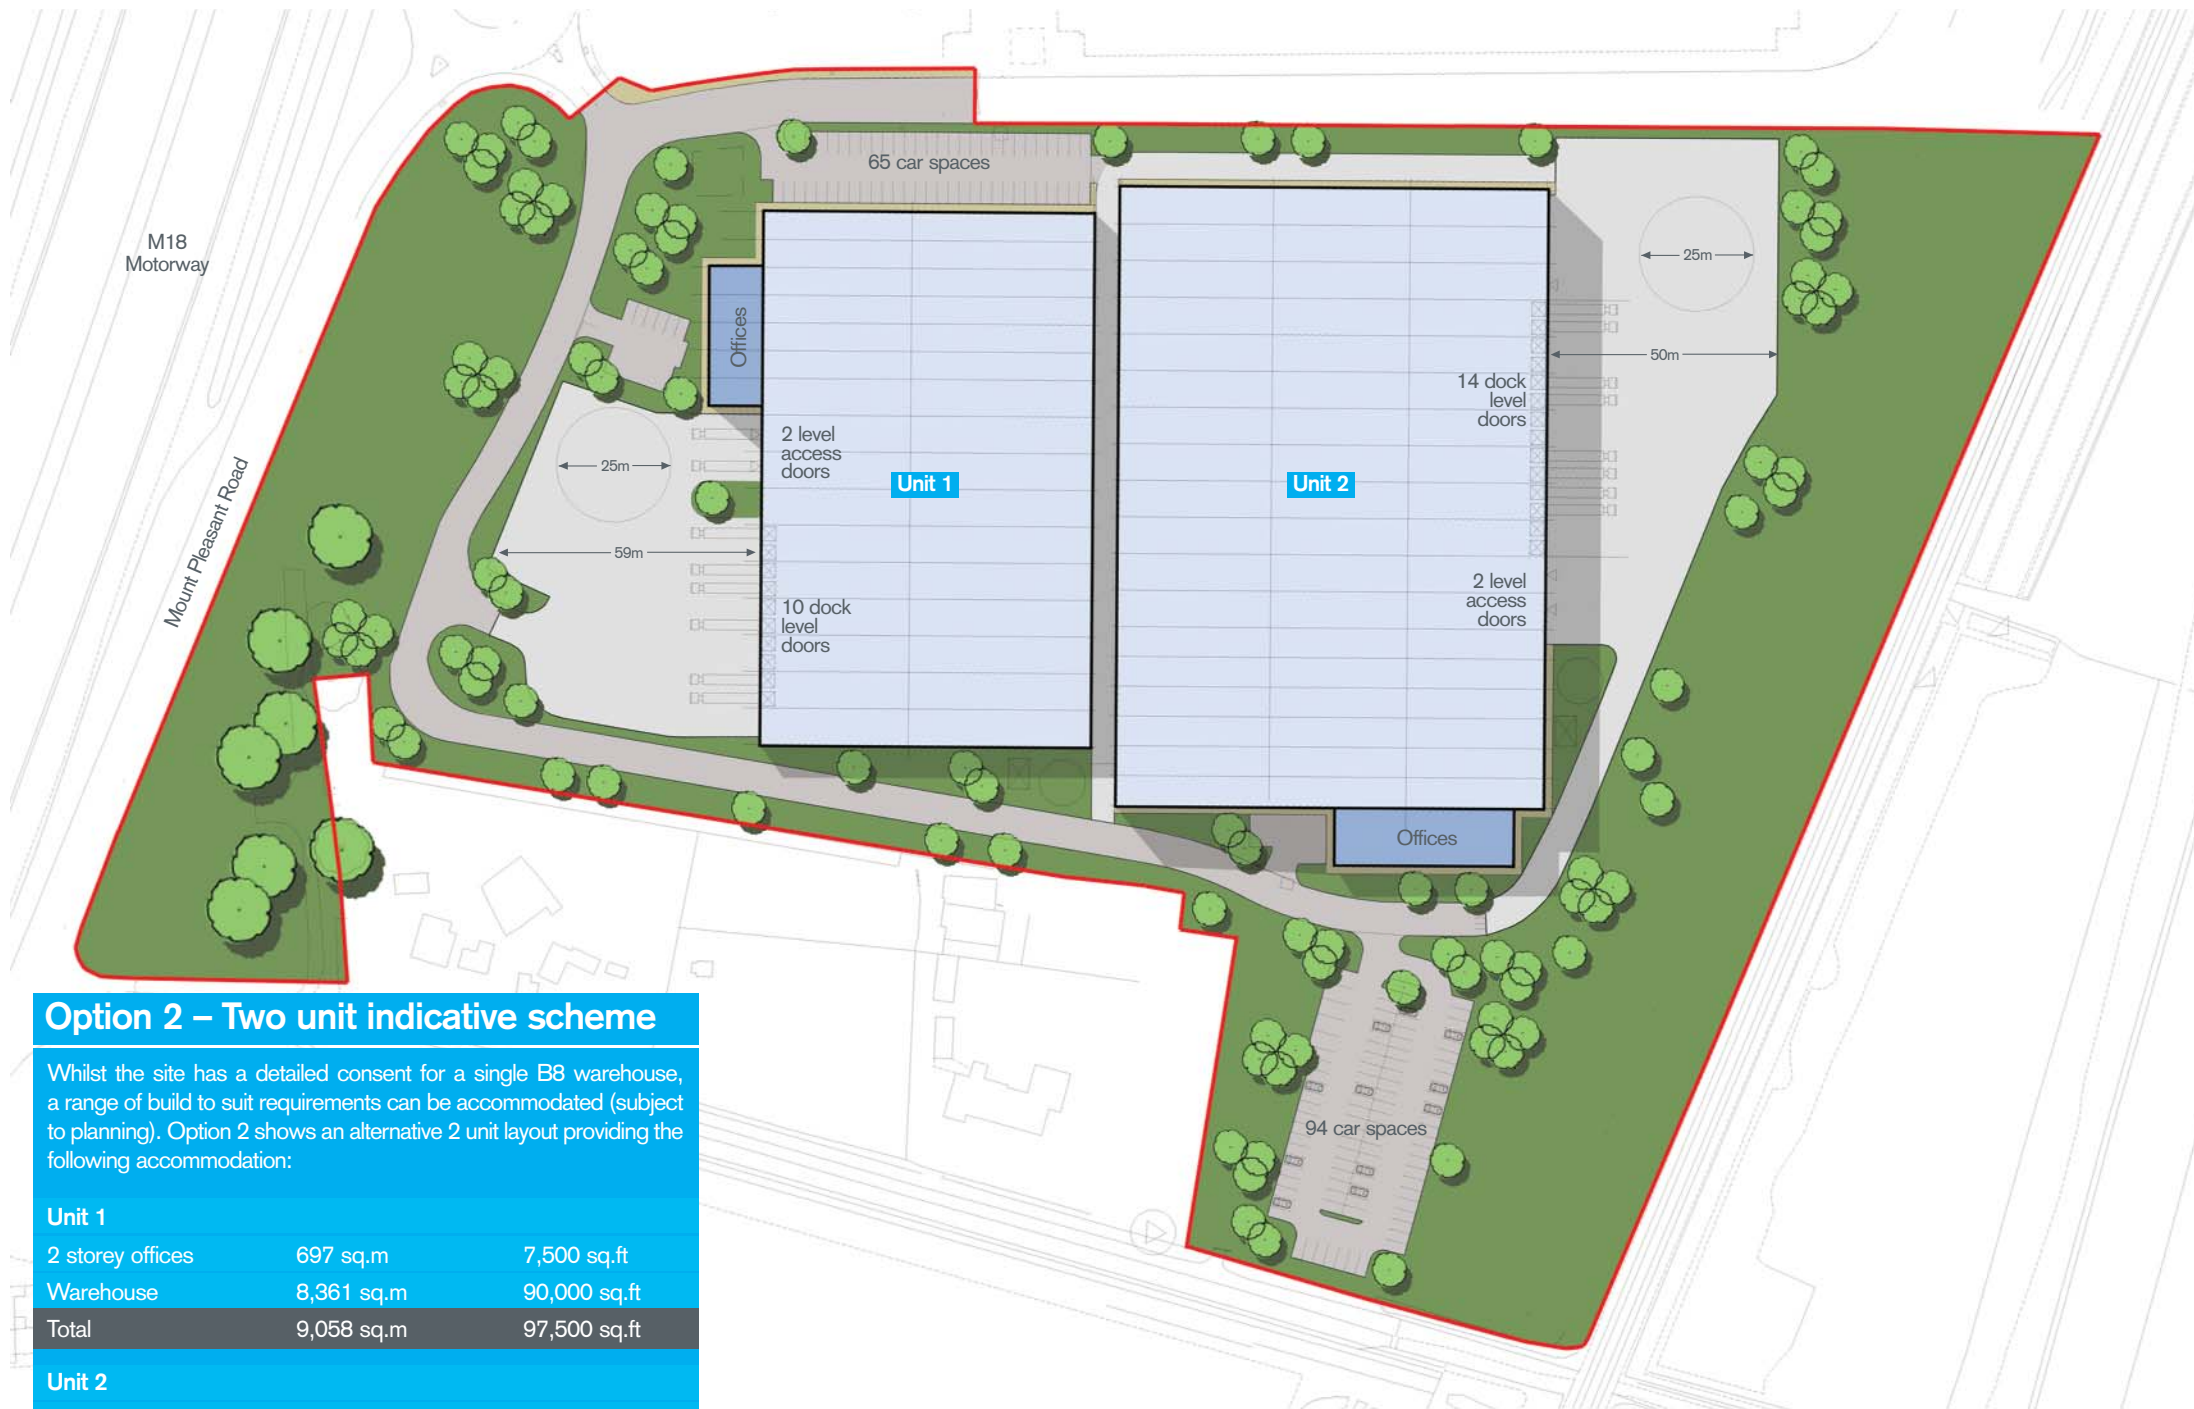 65 car spaces
M18
Motorway
25m
Offices
50m
14 dock
level
doors
2 level
access
doors
25m
Unit 1
Unit 2
Mount Pleasant Road
59m
2 level
access
doors
10 dock
level
doors
Offices
94 car spaces
Option 2 – Two unit indicative scheme
Whilst the site has a detailed consent for a single B8 warehouse,
a range of build to suit requirements can be accommodated (subject
to planning). Option 2 shows an alternative 2 unit layout providing the
following accommodation:
Unit 1
2 storey offices 697 sq.m 7,500 sq.ft
Warehouse 8,361 sq.m 90,000 sq.ft
Total 9,058 sq.m 97,500 sq.ft
Unit 2